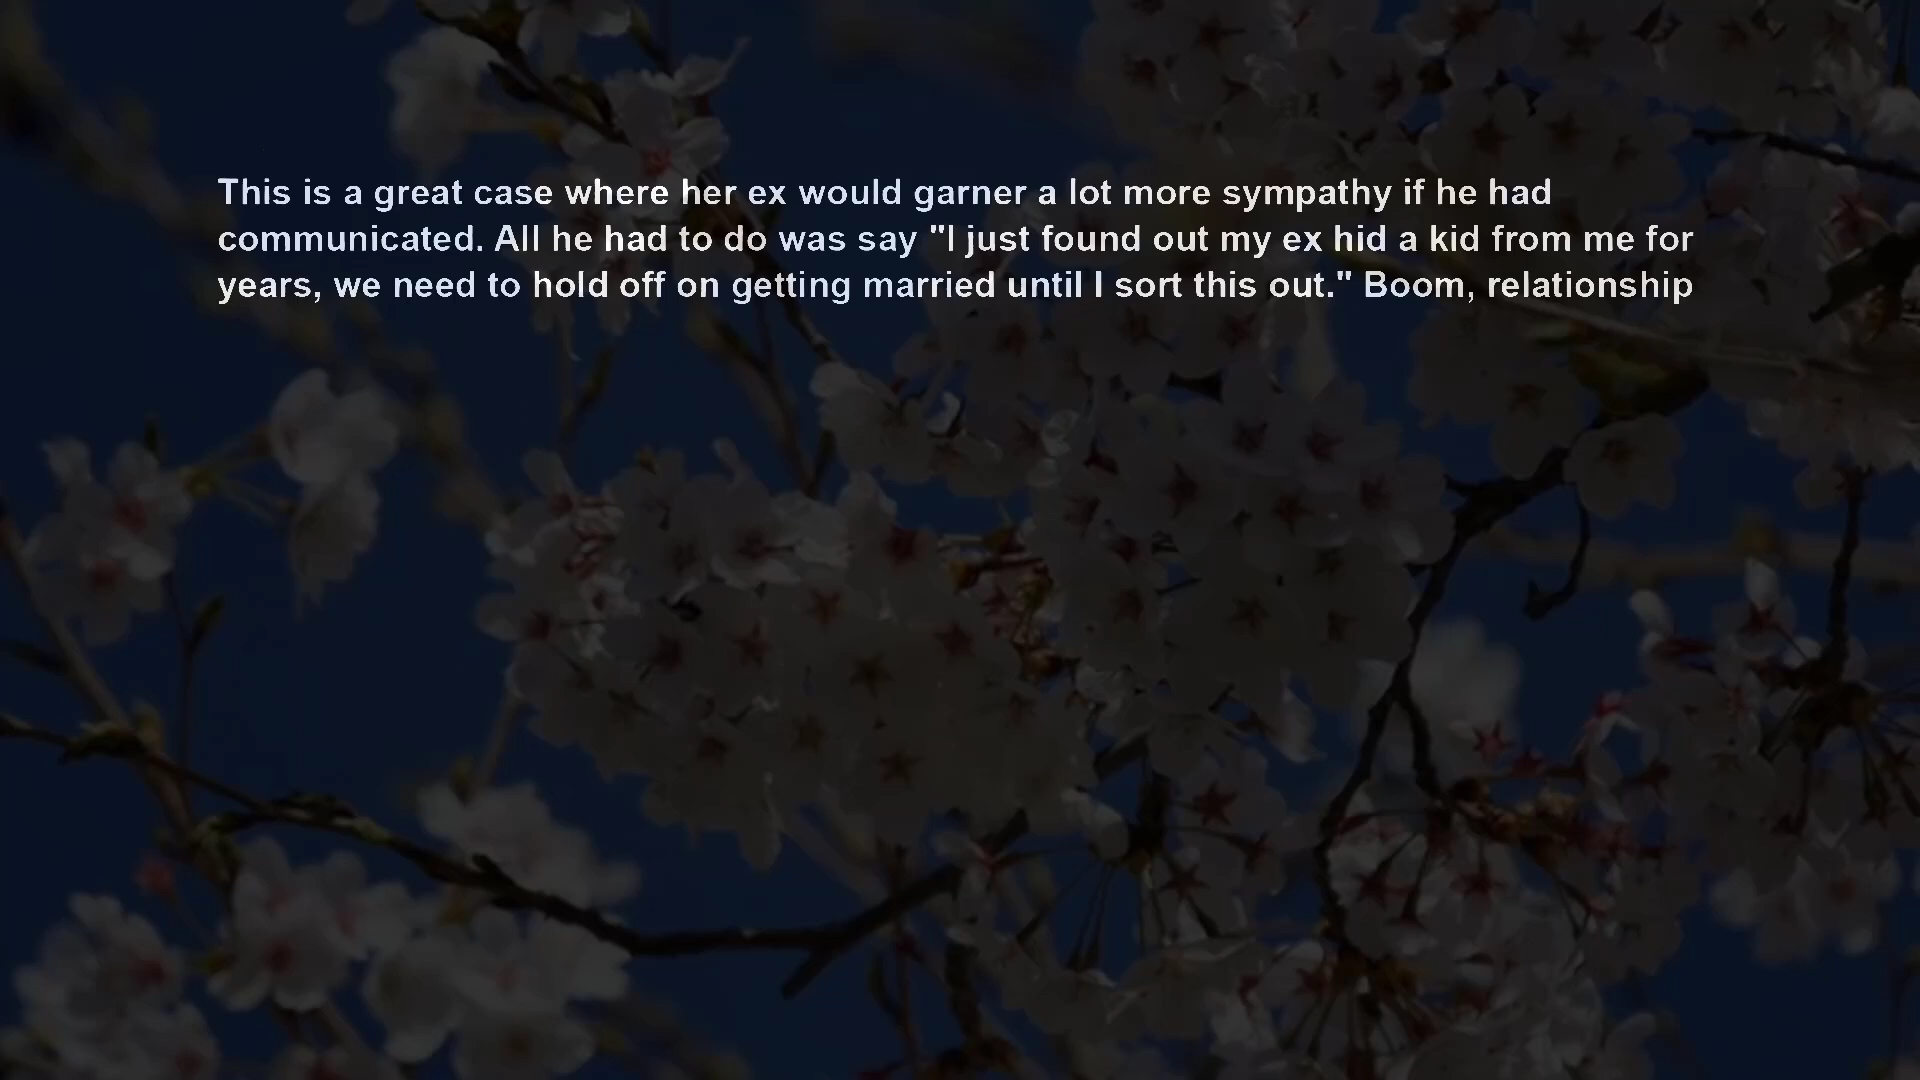 This is a great case where her ex would garner a lot more sympathy if he had
communicated. All he had to do was say "I just found out my ex hid a kid from me for
years, we need to hold off on getting married until I sort this out." Boom, relationship